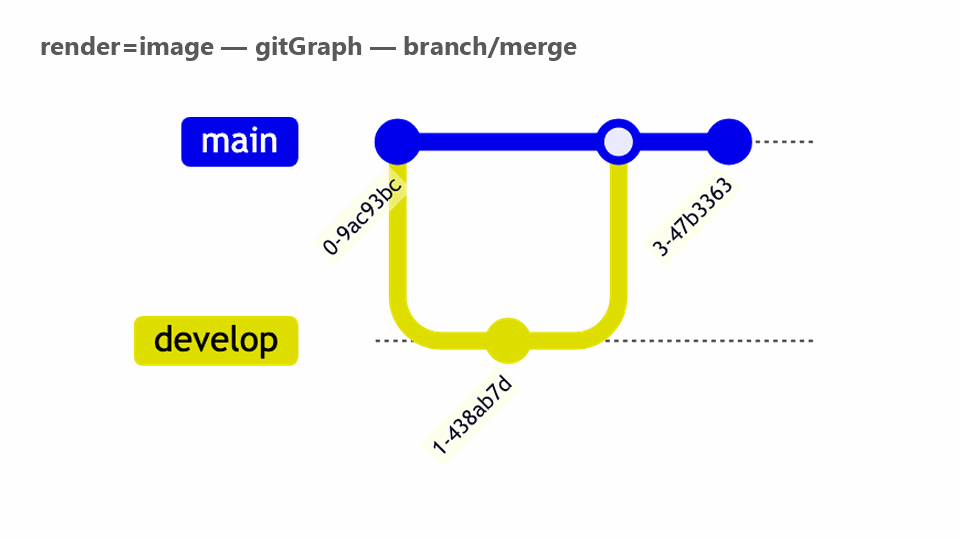 render=image — gitGraph — branch/merge
main
0-9ac93bc
3-47b3363
develop
1-438ab7d